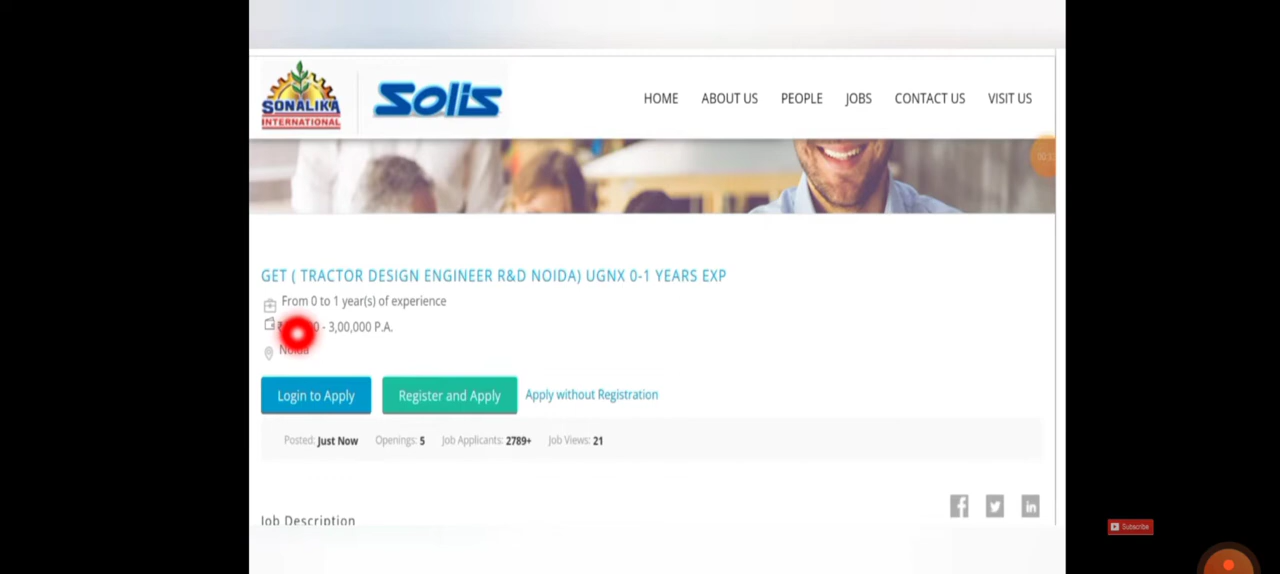 SONALIKA
INTERNATIONAL
Solis
HOME ABOUT US PEOPLE JOBS CONTACT US VISIT US
GET ( TRACTOR DESIGN ENGINEER R&D NOIDA) UGNX 0-1 YEARS EXP
From 0 to 1 year(s) of experience
- 3,00,000 P.A.
Noida
Login to Apply Register and Apply Apply without Registration
Posted: Just Now Openings: 5 Job Applicants: 2789+ Job Views: 21
Job Description
Subscribe